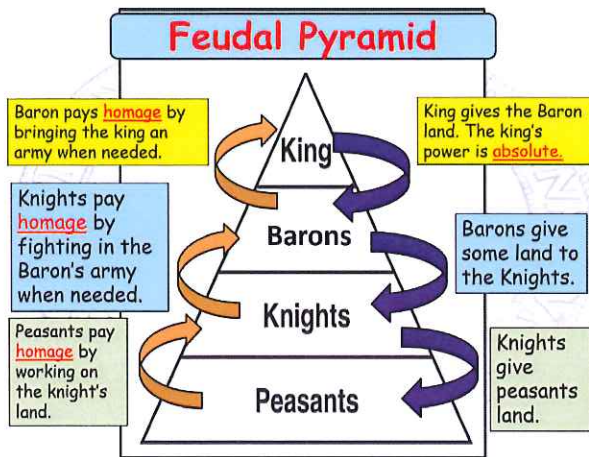 Feudal Pyramid
Baron pays homage by
bringing the king an
army when needed.
King gives the Baron
land. The king's
power is absolute.
King
Knights pay
homage by
fighting in the
Baron's army
when needed.
Barons
Barons give
some land to
the Knights.
Knights
Peasants pay
homage by
working on
the knight's
land.
Knights
give
peasants
land.
Peasants